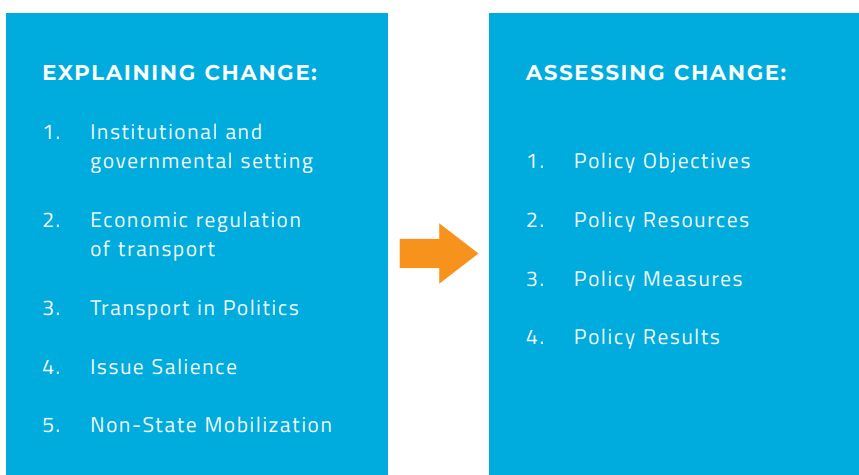 EXPLAINING CHANGE:
1. Institutional and
governmental setting
2. Economic regulation
of transport
3. Transport in Politics
4. Issue Salience
5. Non-State Mobilization
ASSESSING CHANGE:
1. Policy Objectives
2. Policy Resources
3. Policy Measures
4. Policy Results